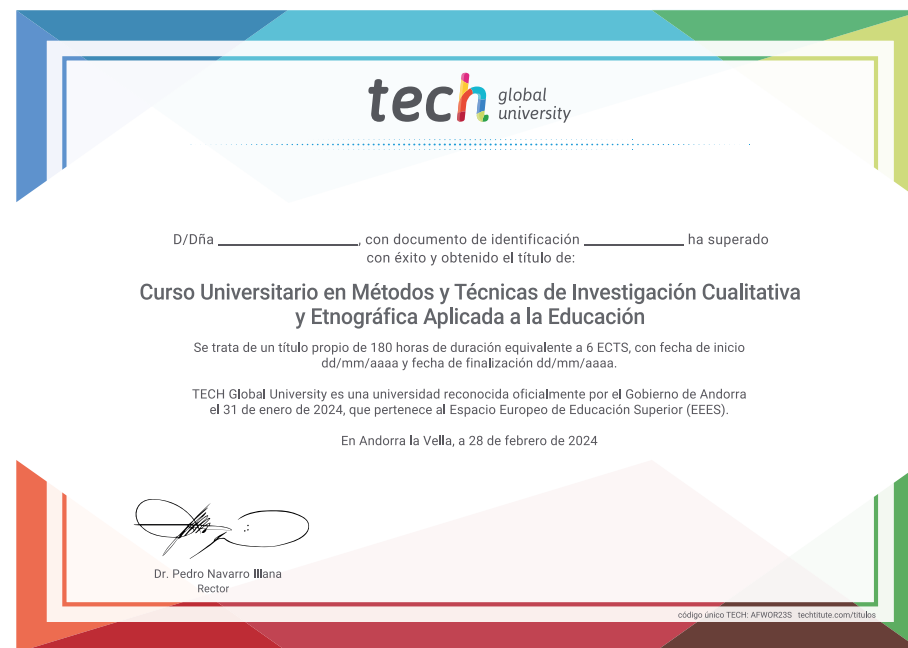 tech global university
D/Dña ______________, con documento de identificación __________ ha superado
con éxito y obtenido el título de:
Curso Universitario en Métodos y Técnicas de Investigación Cualitativa
y Etnográfica Aplicada a la Educación
Se trata de un título propio de 180 horas de duración equivalente a 6 ECTS, con fecha de inicio
dd/mm/aaaa y fecha de finalización dd/mm/aaaa.
TECH Global University es una universidad reconocida oficialmente por el Gobierno de Andorra
el 31 de enero de 2024, que pertenece al Espacio Europeo de Educación Superior (EEES).
En Andorra la Vella, a 28 de febrero de 2024
Dr. Pedro Navarro Illana
Rector
código único TECH: AFWOR23S techtitute.com/titulos